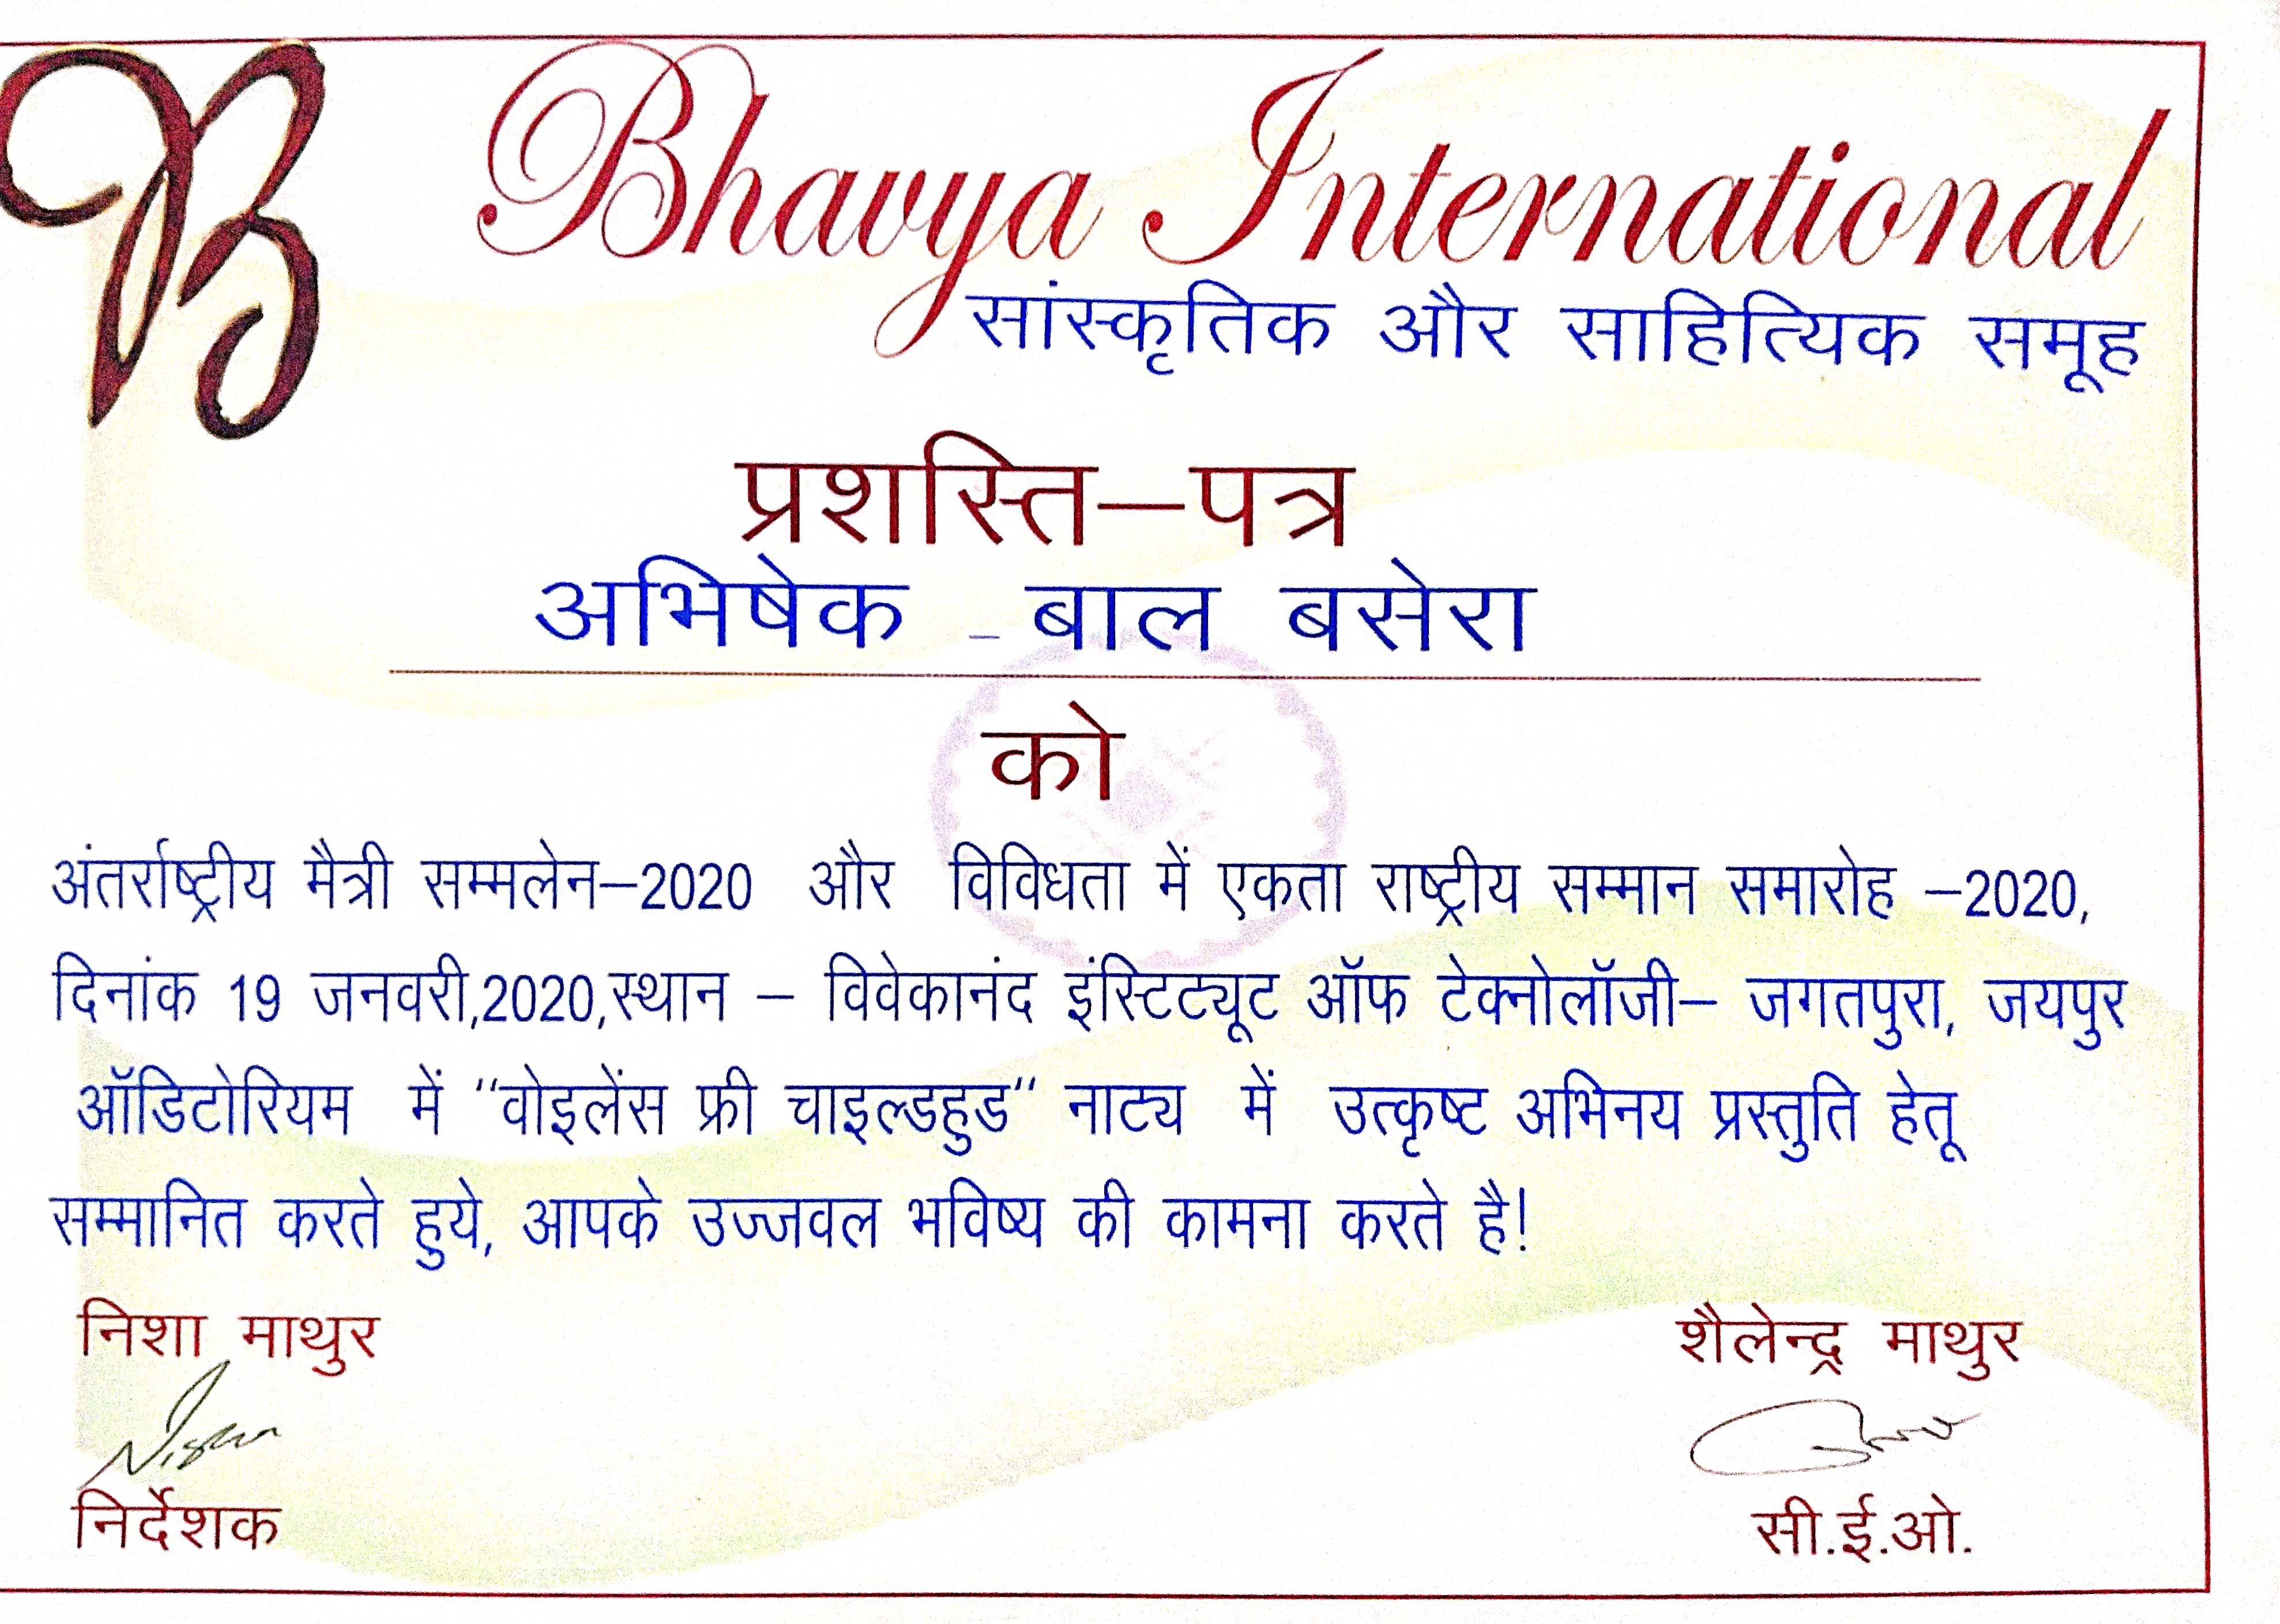 Bhavya International
सांस्कृतिक और साहित्यिक समूह
प्रशस्ति–पत्र
अभिषेक - बाल बसेरा
को
अंतर्राष्ट्रीय मैत्री सम्मलेन–2020 और विविधता में एकता राष्ट्रीय सम्मान समारोह –2020,
दिनांक 19 जनवरी,2020,स्थान – विवेकानंद इंस्टिट्यूट ऑफ टेक्नोलॉजी– जगतपुरा, जयपुर
ऑडिटोरियम में "वोइलेंस फ्री चाइल्डहुड" नाट्य में उत्कृष्ट अभिनय प्रस्तुति हेतू
सम्मानित करते हुये, आपके उज्जवल भविष्य की कामना करते है!
निशा माथुर शैलेन्द्र माथुर
Nisha
निर्देशक सी.ई.ओ.